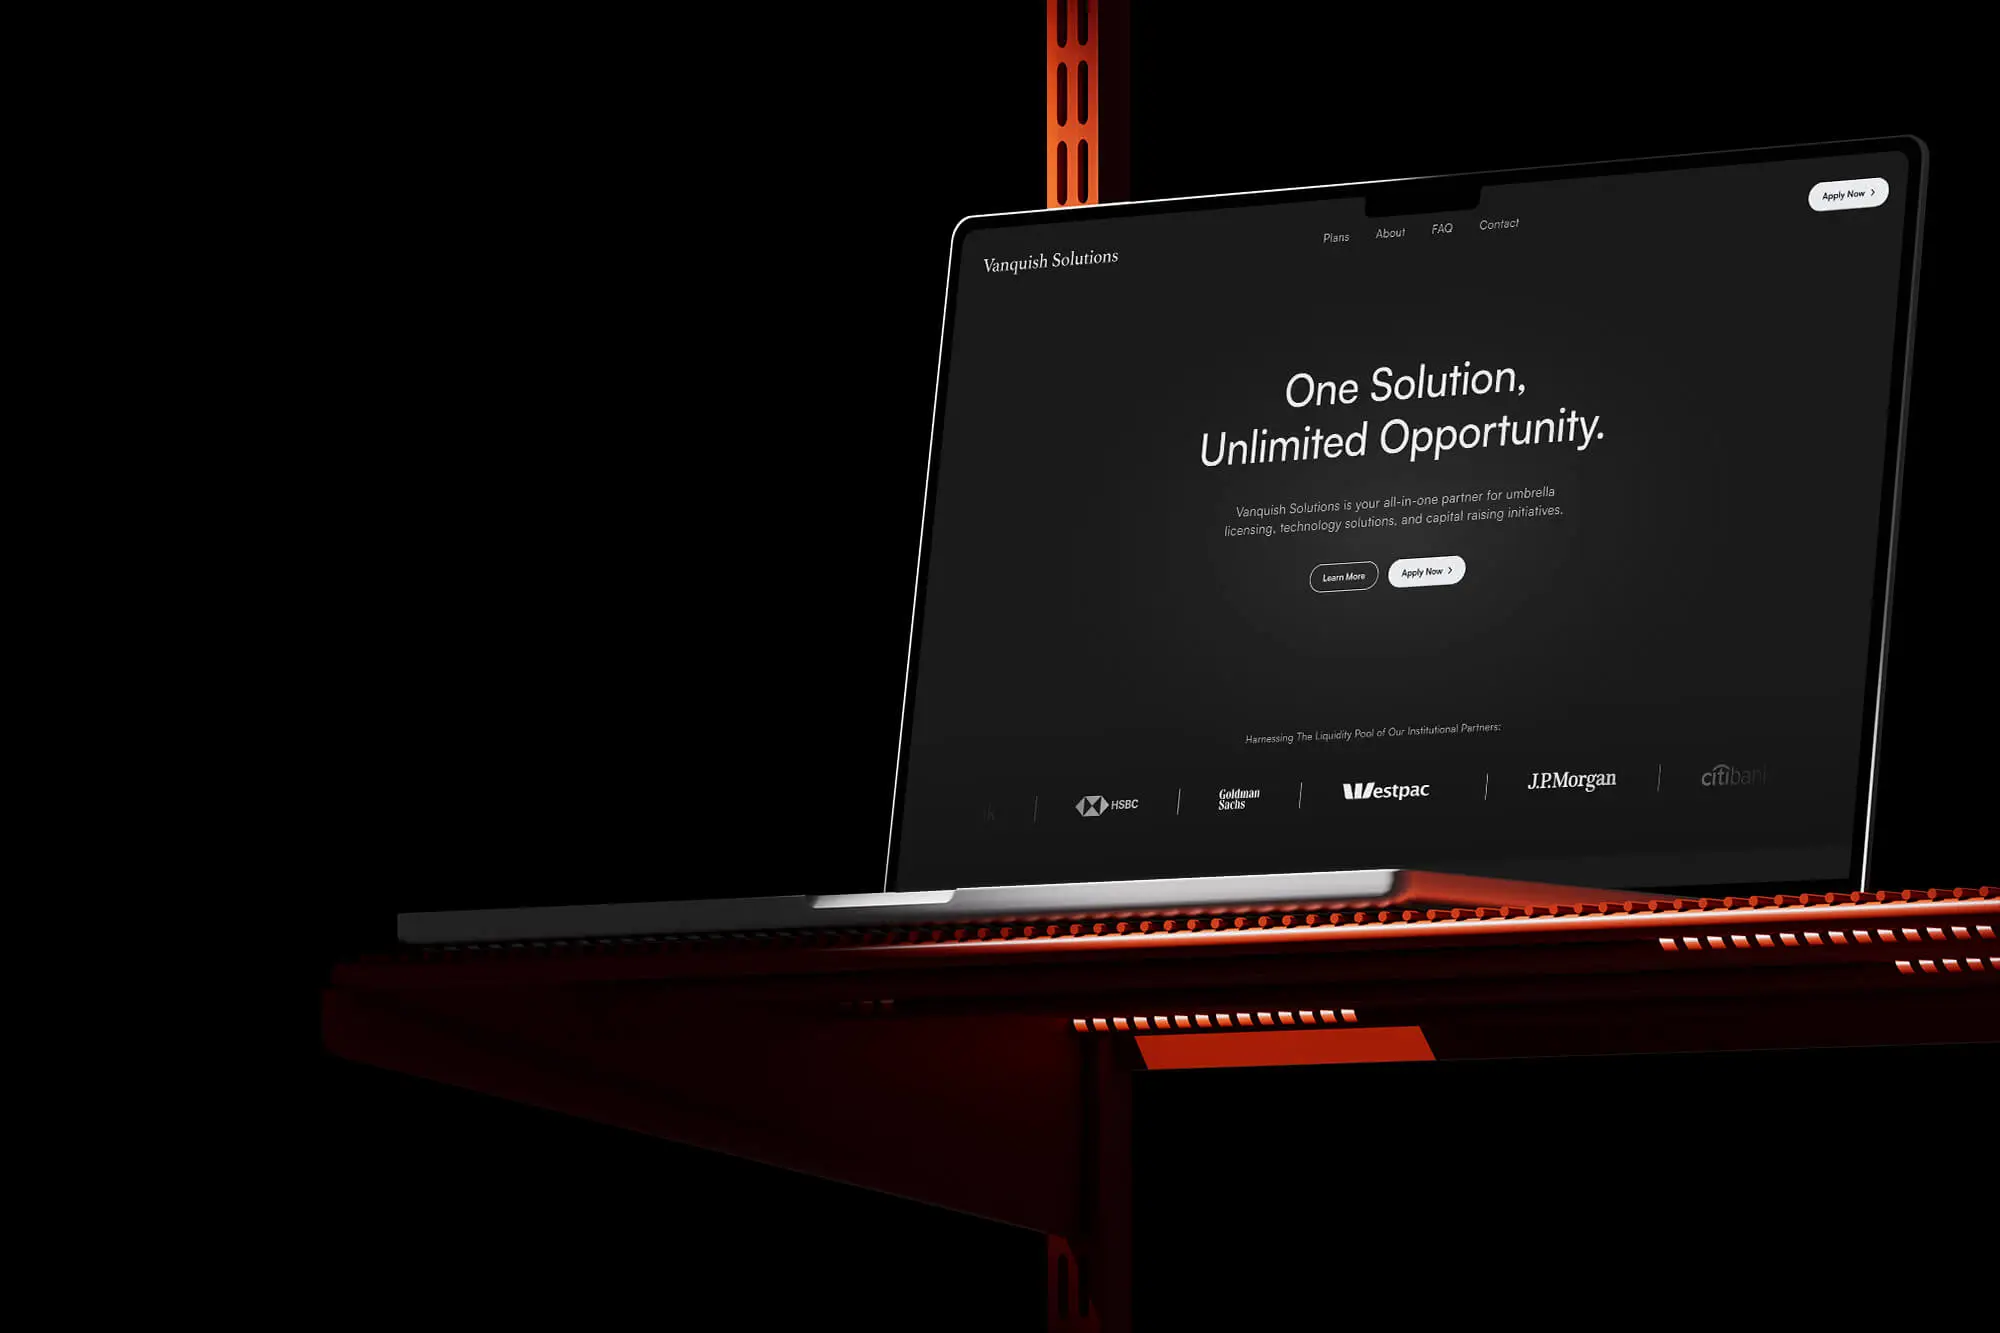 Apply Now
Plans About FAQ Contact
Vanquish Solutions
One Solution,
Unlimited Opportunity.
Vanquish Solutions is your all-in-one partner for umbrella
licensing, technology solutions, and capital raising initiatives.
Learn More Apply Now
Harnessing The Liquidity Pool of Our Institutional Partners:
HSBC
Goldman
Sachs
Westpac
J.P.Morgan
citibank